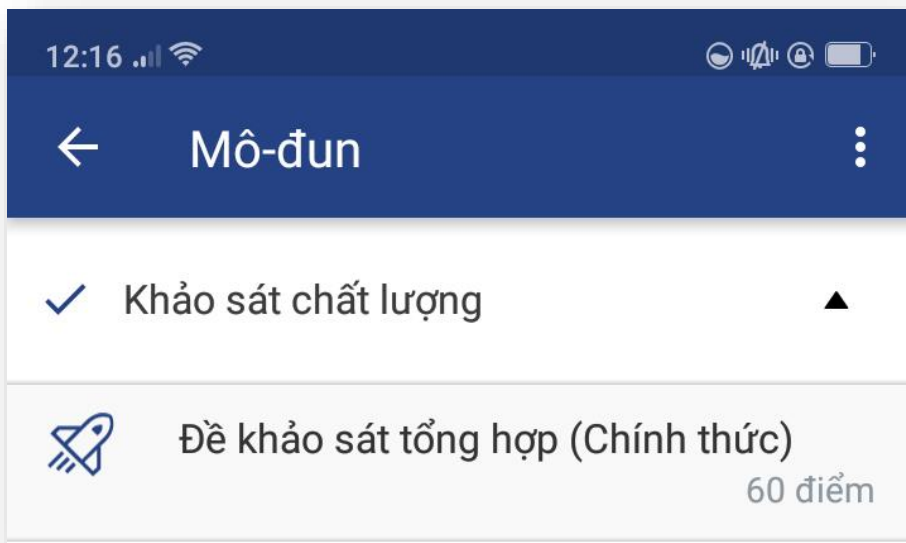 12:16
Mô-đun
Khảo sát chất lượng
Đề khảo sát tổng hợp (Chính thức)
60 điểm